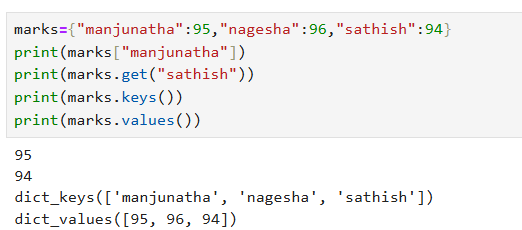 marks={"manjunatha":95,"nagesha":96,"sathish":94}
print(marks["manjunatha"])
print(marks.get("sathish"))
print(marks.keys())
print(marks.values())
95
94
dict_keys(['manjunatha', 'nagesha', 'sathish'])
dict_values([95, 96, 94])